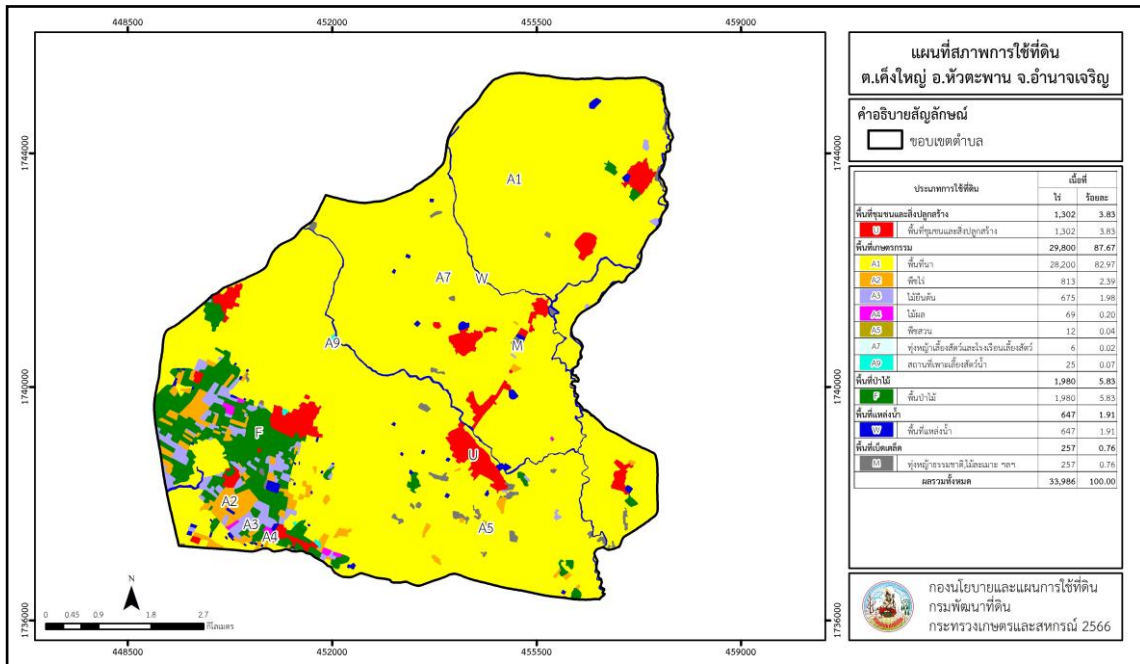 448500 452000 455500 459000
1744000 1744000
1740000 1740000
1736000 1736000
A1
A7
W
A9
M
F
U
A2
A3
A4
A5
N
0 0.45 0.9 1.8 2.7
กิโลเมตร
แผนที่สภาพการใช้ที่ดิน
ต.เค็งใหญ่ อ.หัวตะพาน จ.อำนาจเจริญ
คำอธิบายสัญลักษณ์
ขอบเขตตำบล
ประเภทการใช้ที่ดิน เนื้อที่
ไร่ ร้อยละ
พื้นที่ชุมชนและสิ่งปลูกสร้าง 1,302 3.83
U พื้นที่ชุมชนและสิ่งปลูกสร้าง 1,302 3.83
พื้นที่เกษตรกรรม 29,800 87.67
A1 พื้นที่นา 28,200 82.97
A2 พืชไร่ 813 2.39
A3 ไม้ยืนต้น 675 1.98
A4 ไม้ผล 69 0.20
A5 พืชสวน 12 0.04
A7 ทุ่งหญ้าเลี้ยงสัตว์และโรงเรือนเลี้ยงสัตว์ 6 0.02
A9 สถานที่เพาะเลี้ยงสัตว์น้ำ 25 0.07
พื้นที่ป่าไม้ 1,980 5.83
F พื้นป่าไม้ 1,980 5.83
พื้นที่แหล่งน้ำ 647 1.91
W พื้นที่แหล่งน้ำ 647 1.91
พื้นที่เบ็ดเตล็ด 257 0.76
M ทุ่งหญ้าธรรมชาติ,ไม้ละเมาะ ฯลฯ 257 0.76
ผลรวมทั้งหมด 33,986 100.00
กองนโยบายและแผนการใช้ที่ดิน
กรมพัฒนาที่ดิน
กระทรวงเกษตรและสหกรณ์ 2566